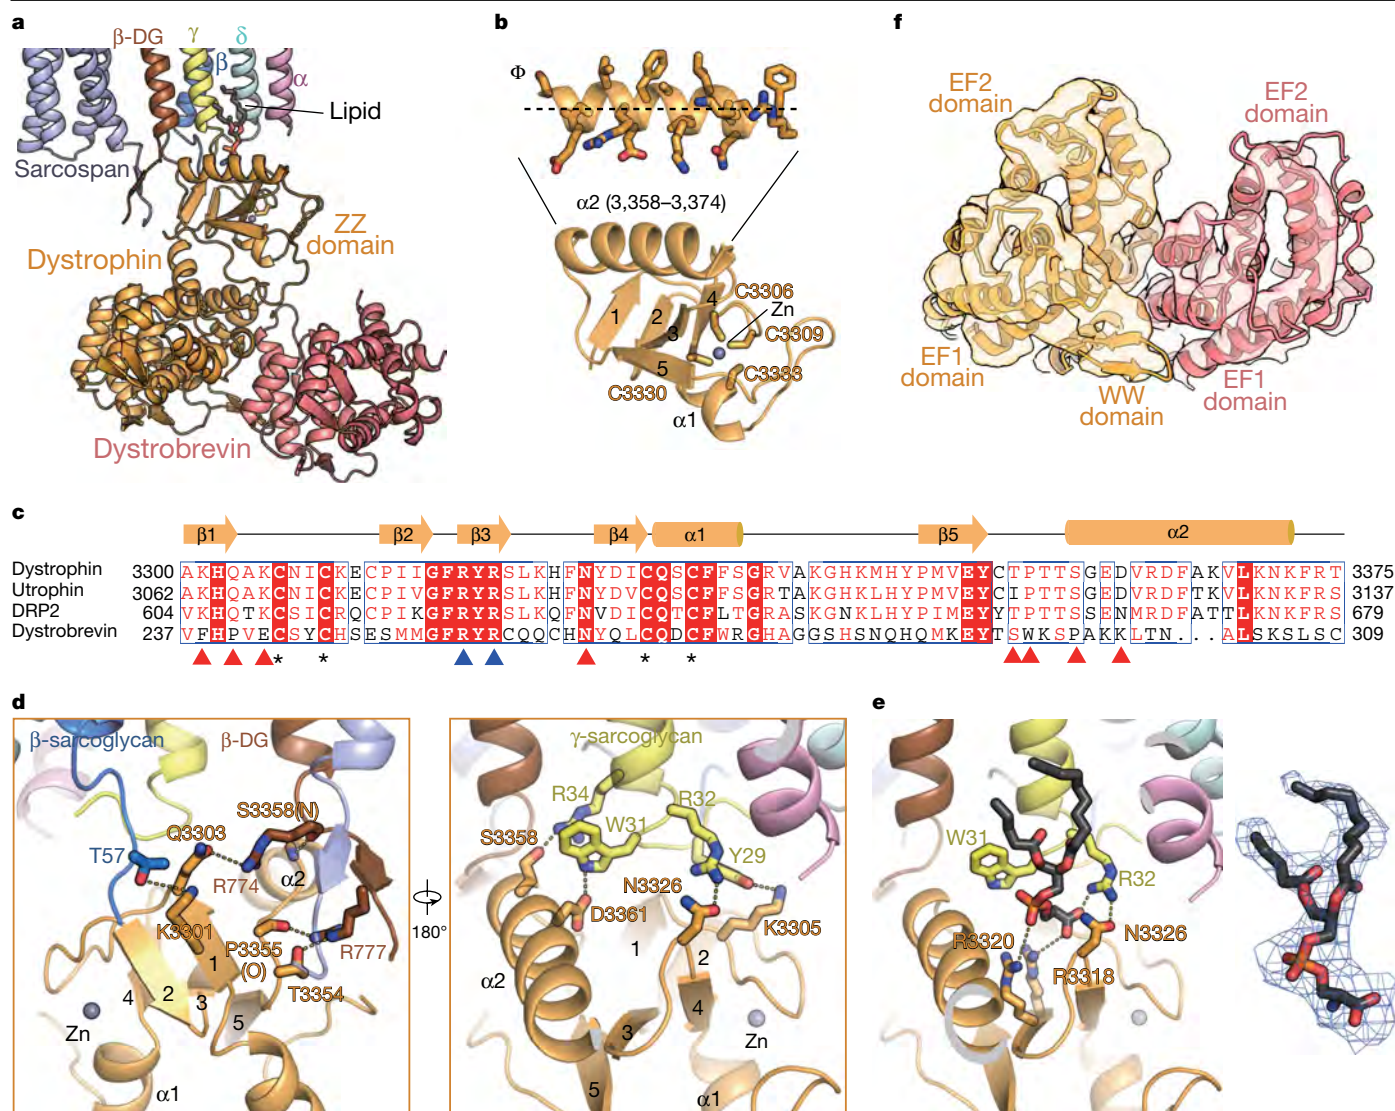 a
β-DG
γ
β
δ
α
Lipid
Sarcospan
ZZ
domain
Dystrophin
Dystrobrevin
b
Φ
α2 (3,358–3,374)
1
2
3
4
5
C3306
Zn
C3309
C3333
C3330
α1
f
EF2
domain
EF2
domain
EF1
domain
WW
domain
EF1
domain
c
β1 β2 β3 β4 α1 β5 α2
Dystrophin 3300 AKHQAKCNICKECPIIGFRYRSLKHFNYDICQSCFFSGRVAKGHKMHYPMVEYCTPTTSGEDVRDFAKVLKNKFRT 3375
Utrophin 3062 AKHQAKCNICKECPIVGFRYRSLKHFNYDVCQSCFFSGRTAKGHKLHYPMVEYCIPTTSGEDVRDFTKVLKNKFRS 3137
DRP2 604 VKHQTKCSICRQCPIKGFRYRSLKQFNVDICQTCFLTGRASKGNKLHYPIMEYYTPTTSSENMRDFATTLKNKFRS 679
Dystrobrevin 237 VFHPVECSYCHSESMMGFRYRCQQCHNYQLCQDCFWRGHAGGSHSNQHQMKEYTSWKSPAKKLTN...ALSKSLSC 309
* * * *
d
β-sarcoglycan
β-DG
S3358(N)
Q3303
T57
R774
α2
K3301
P3355
(O)
R777
T3354
1
2
3
4
5
Zn
α1
180°
γ-sarcoglycan
R34
R32
S3358
W31
Y29
N3326
D3361
K3305
1
2
α2
4
3
Zn
5
α1
e
W31
R32
R3320
N3326
R3318